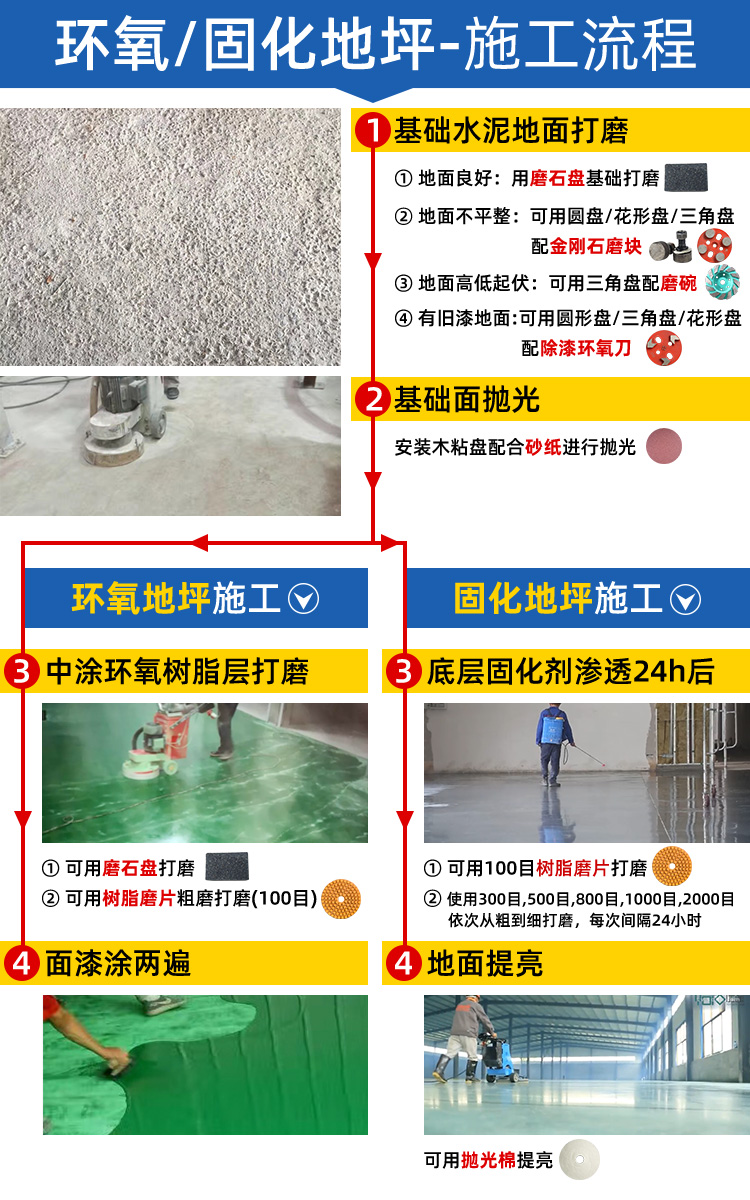 环氧/固化地坪-施工流程
1 基础水泥地面打磨
① 地面良好：用磨石盘基础打磨
② 地面不平整：可用圆盘/花形盘/三角盘
配金刚石磨块
③ 地面高低起伏：可用三角盘配磨碗
④ 有旧漆地面:可用圆形盘/三角盘/花形盘
配除漆环氧刀
2 基础面抛光
安装木粘盘配合砂纸进行抛光
环氧地坪施工
3 中涂环氧树脂层打磨
① 可用磨石盘打磨
② 可用树脂磨片粗磨打磨(100目)
4 面漆涂两遍
固化地坪施工
3 底层固化剂渗透24h后
① 可用100目树脂磨片打磨
② 使用300目,500目,800目,1000目,2000目
依次从粗到细打磨，每次间隔24小时
4 地面提亮
可用抛光棉提亮